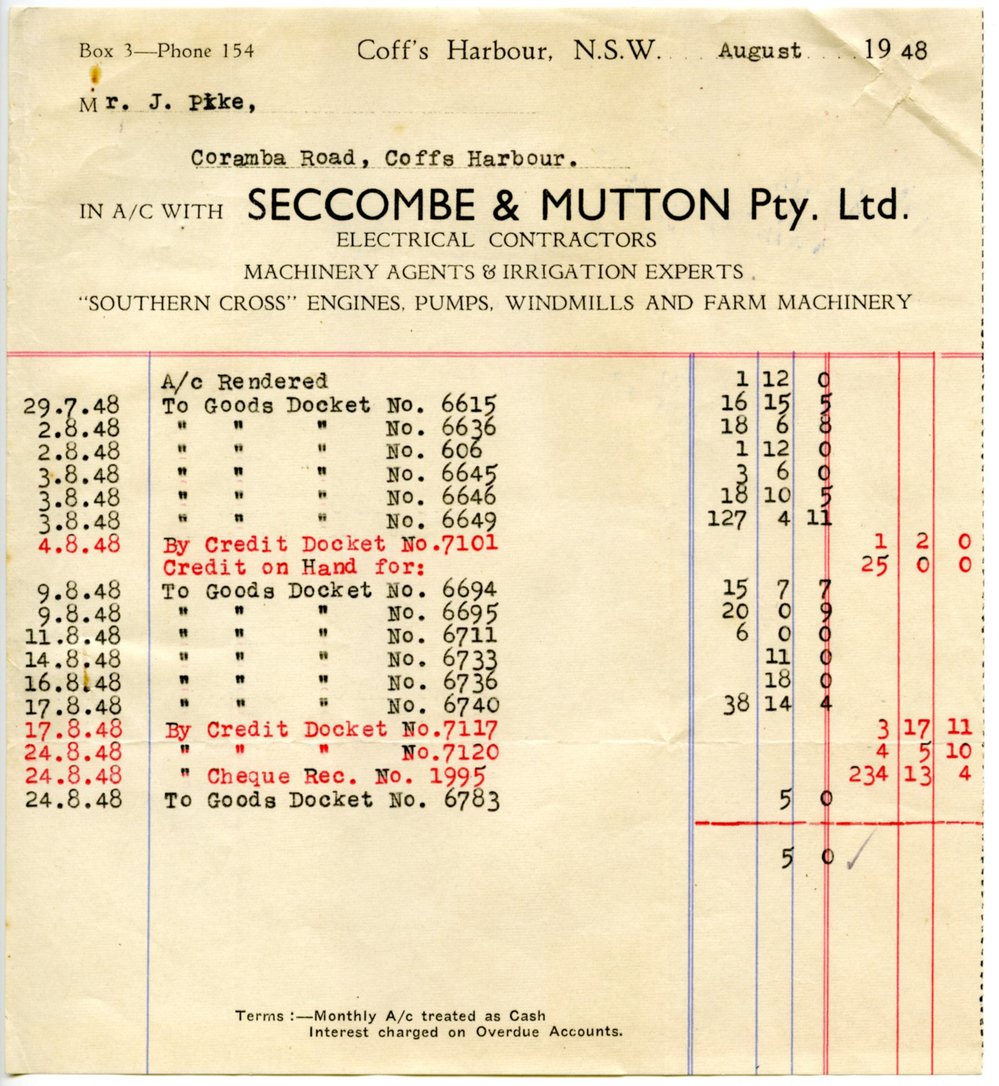 Box 3—Phone 154 Coff's Harbour, N.S.W. August 1948
Mr. J. Pike,
Coramba Road, Coffs Harbour.
IN A/C WITH SECCOMBE & MUTTON Pty. Ltd.
ELECTRICAL CONTRACTORS
MACHINERY AGENTS & IRRIGATION EXPERTS
"SOUTHERN CROSS" ENGINES, PUMPS, WINDMILLS AND FARM MACHINERY
A/c Rendered 1 12 0
29.7.48 To Goods Docket No. 6615 16 15 5
2.8.48 " " " No. 6636 18 6 8
2.8.48 " " " No. 606 1 12 0
3.8.48 " " " No. 6645 3 6 0
3.8.48 " " " No. 6646 18 10 5
3.8.48 " " " No. 6649 127 4 11
4.8.48 By Credit Docket No.7101 1 2 0
Credit on Hand for: 25 0 0
9.8.48 To Goods Docket No. 6694 15 7 7
9.8.48 " " " No. 6695 20 0 9
11.8.48 " " " No. 6711 6 0 0
14.8.48 " " " No. 6733 11 0
16.8.48 " " " No. 6736 18 0
17.8.48 " " " No. 6740 38 14 4
17.8.48 By Credit Docket No.7117 3 17 11
24.8.48 " " " No.7120 4 5 10
24.8.48 " Cheque Rec. No. 1995 234 13 4
24.8.48 To Goods Docket No. 6783 5 0
5 0 ✓
Terms :—Monthly A/c treated as Cash
Interest charged on Overdue Accounts.